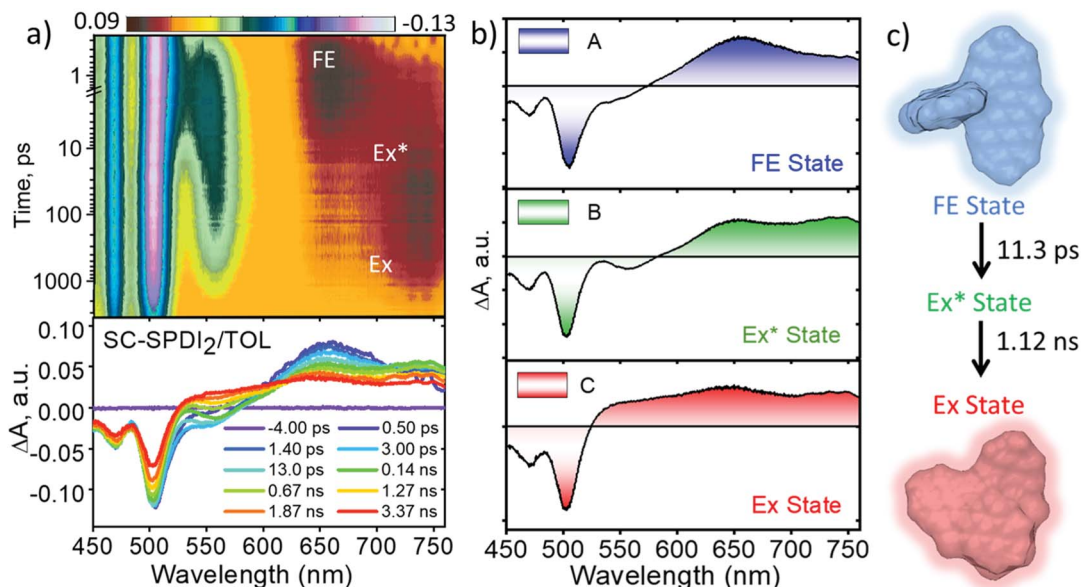 a)
0.09 -0.13
FE
Ex*
Ex
Time, ps
1
10
100
1000
SC-SPDI₂/TOL
ΔA, a.u.
0.10
0.05
0.00
-0.05
-0.10
-4.00 ps 0.50 ps
1.40 ps 3.00 ps
13.0 ps 0.14 ns
0.67 ns 1.27 ns
1.87 ns 3.37 ns
450 500 550 600 650 700 750
Wavelength (nm)
b)
A
ΔA, a.u.
FE State
B
ΔA, a.u.
Ex* State
C
ΔA, a.u.
Ex State
450 500 550 600 650 700 750
Wavelength (nm)
c)
FE State
11.3 ps
Ex* State
1.12 ns
Ex State